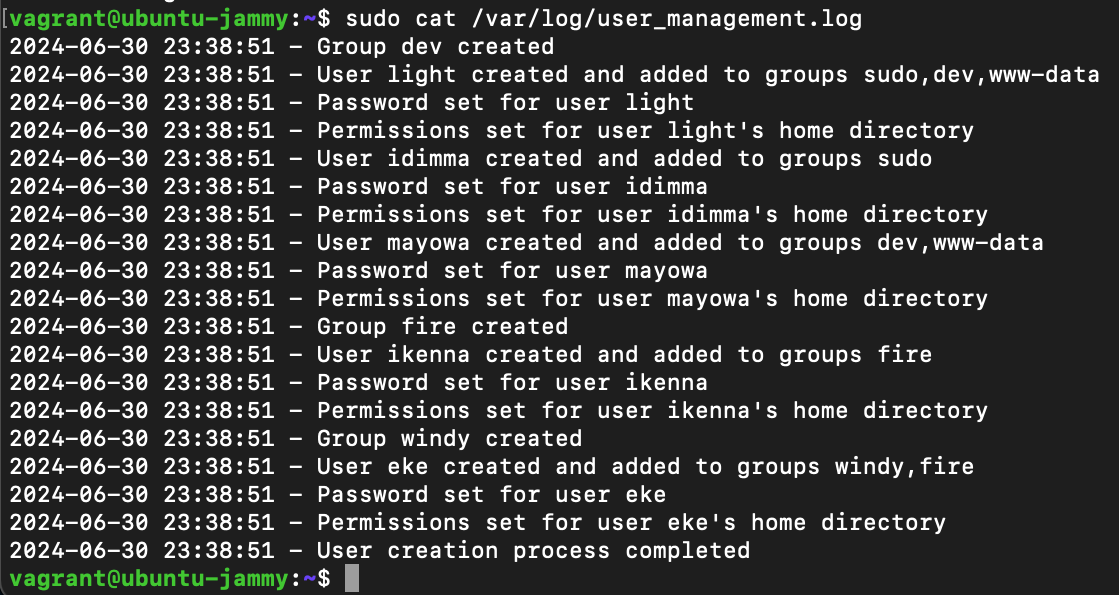 [vagrant@ubuntu-jammy:~$ sudo cat /var/log/user_management.log
2024-06-30 23:38:51 - Group dev created
2024-06-30 23:38:51 - User light created and added to groups sudo,dev,www-data
2024-06-30 23:38:51 - Password set for user light
2024-06-30 23:38:51 - Permissions set for user light's home directory
2024-06-30 23:38:51 - User idimma created and added to groups sudo
2024-06-30 23:38:51 - Password set for user idimma
2024-06-30 23:38:51 - Permissions set for user idimma's home directory
2024-06-30 23:38:51 - User mayowa created and added to groups dev,www-data
2024-06-30 23:38:51 - Password set for user mayowa
2024-06-30 23:38:51 - Permissions set for user mayowa's home directory
2024-06-30 23:38:51 - Group fire created
2024-06-30 23:38:51 - User ikenna created and added to groups fire
2024-06-30 23:38:51 - Password set for user ikenna
2024-06-30 23:38:51 - Permissions set for user ikenna's home directory
2024-06-30 23:38:51 - Group windy created
2024-06-30 23:38:51 - User eke created and added to groups windy,fire
2024-06-30 23:38:51 - Password set for user eke
2024-06-30 23:38:51 - Permissions set for user eke's home directory
2024-06-30 23:38:51 - User creation process completed
vagrant@ubuntu-jammy:~$